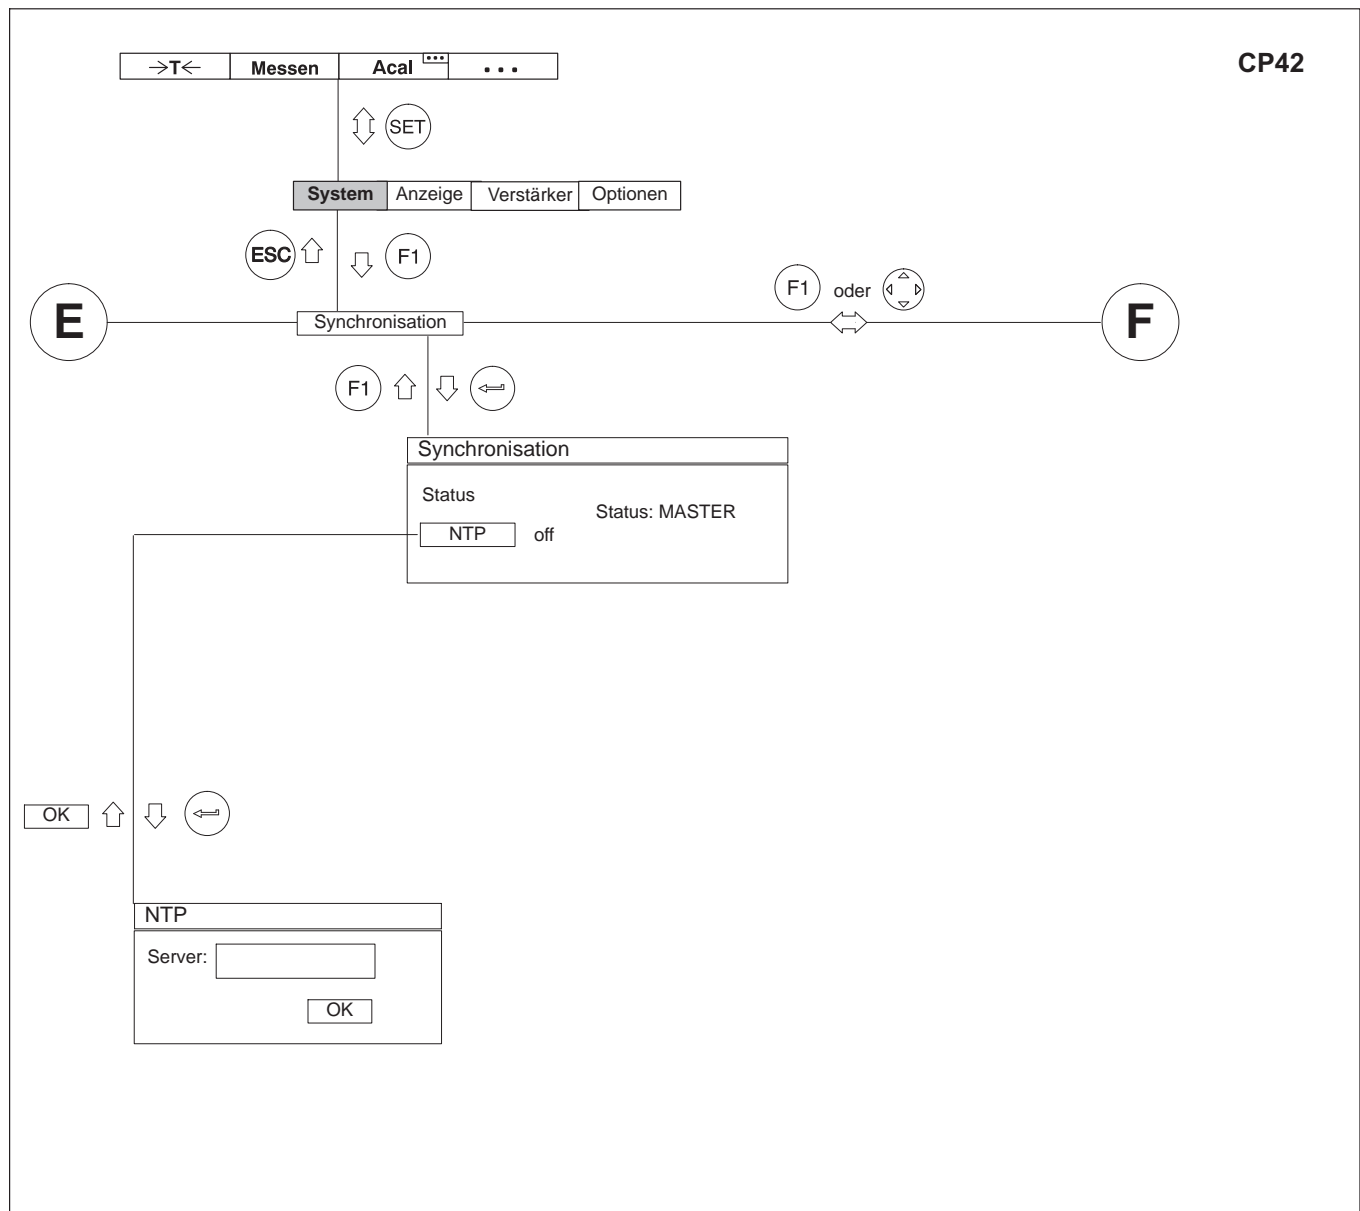 CP42
→T← Messen Acal ... ...
SET
System Anzeige Verstärker Optionen
ESC F1
F1 oder
E Synchronisation F
F1
Synchronisation
Status
Status: MASTER
NTP off
OK
NTP
Server:
OK